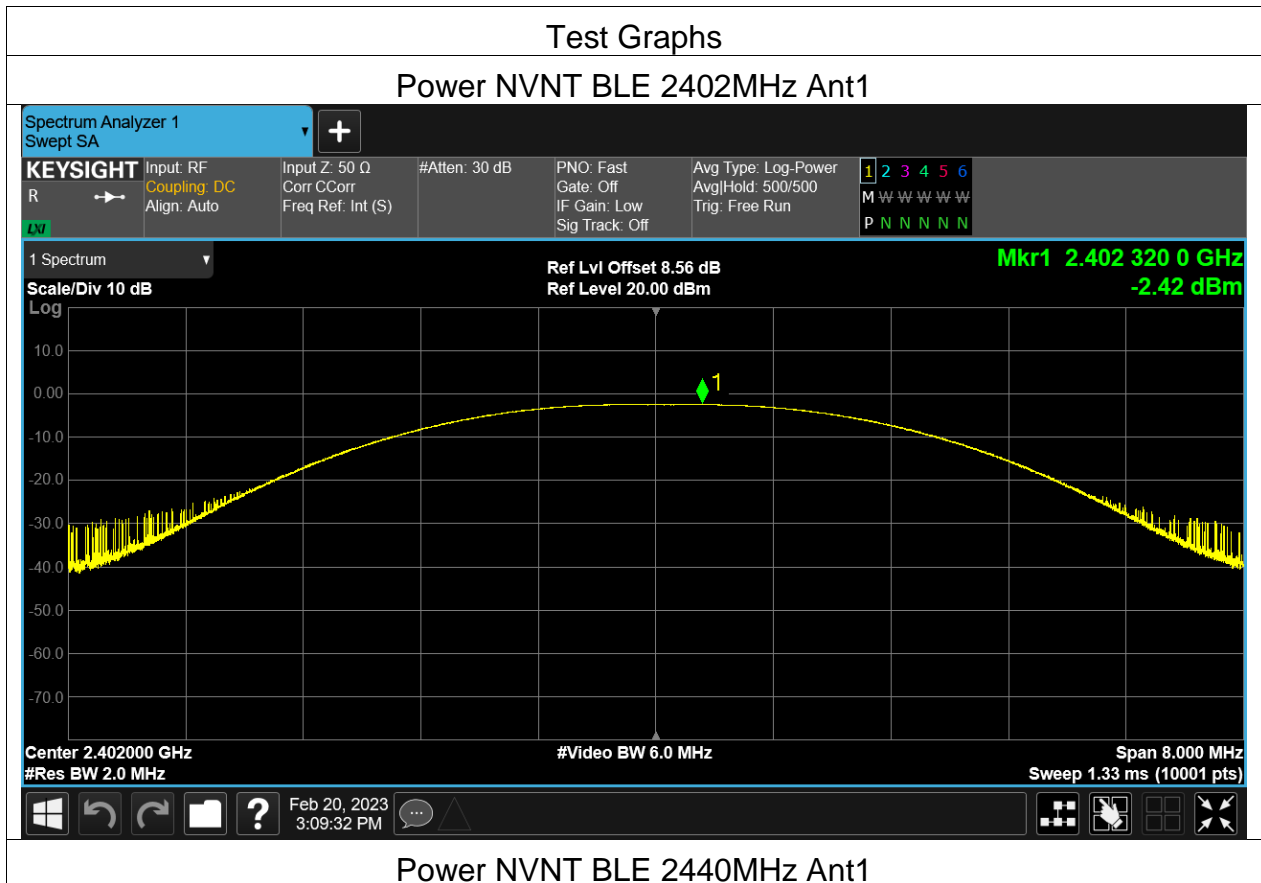 Test Graphs
Power NVNT BLE 2402MHz Ant1
Spectrum Analyzer 1
Swept SA
+
KEYSIGHT
R
LXI
Input: RF
Coupling: DC
Align: Auto
Input Z: 50 Ω
Corr CCorr
Freq Ref: Int (S)
#Atten: 30 dB
PNO: Fast
Gate: Off
IF Gain: Low
Sig Track: Off
Avg Type: Log-Power
Avg|Hold: 500/500
Trig: Free Run
1 2 3 4 5 6
M W W W W W
P N N N N N
1 Spectrum
Scale/Div 10 dB
Ref Lvl Offset 8.56 dB
Ref Level 20.00 dBm
Mkr1 2.402 320 0 GHz
-2.42 dBm
Log
10.0
0.00
-10.0
-20.0
-30.0
-40.0
-50.0
-60.0
-70.0
1
Center 2.402000 GHz
#Res BW 2.0 MHz
#Video BW 6.0 MHz
Span 8.000 MHz
Sweep 1.33 ms (10001 pts)
?
Feb 20, 2023
3:09:32 PM
Power NVNT BLE 2440MHz Ant1